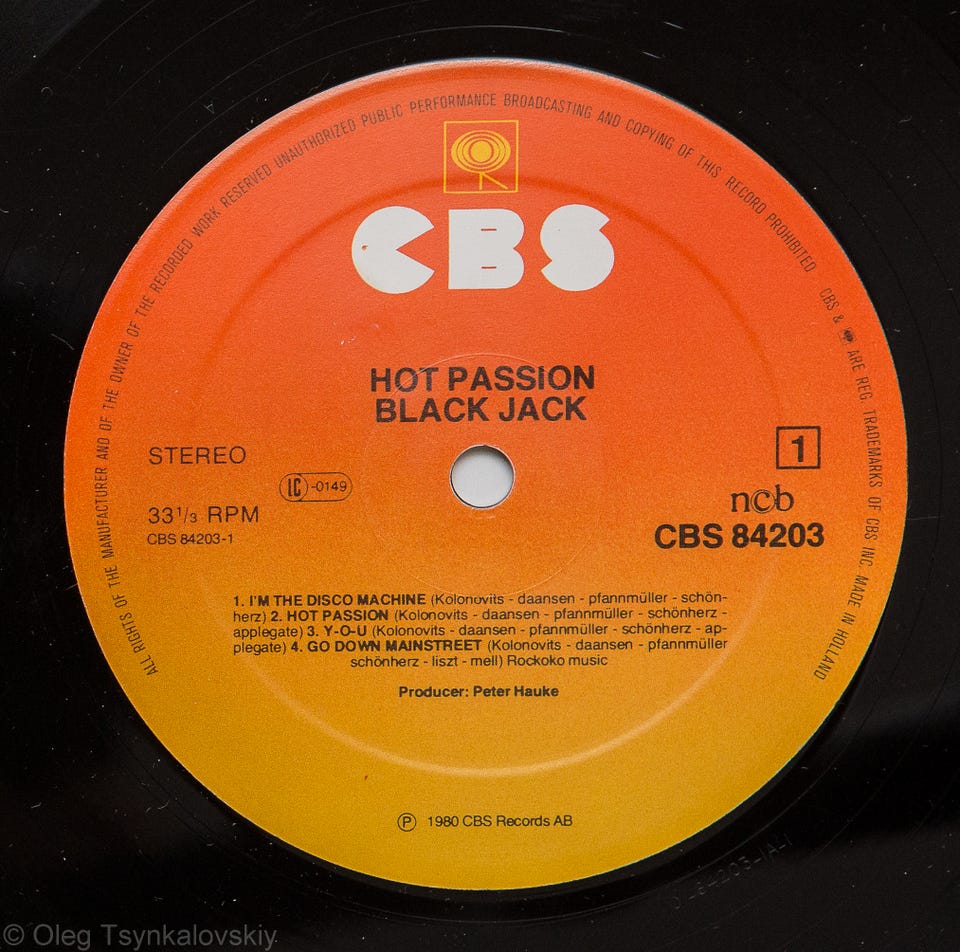 ALL RIGHTS OF THE MANUFACTURER AND OF THE OWNER OF THE RECORDED WORK RESERVED UNAUTHORIZED PUBLIC PERFORMANCE BROADCASTING AND COPYING OF THIS RECORD PROHIBITED
CBS & ARE REG. TRADEMARKS OF CBS INC. MADE IN HOLLAND
CBS
HOT PASSION
BLACK JACK
STEREO
1
LC -0149
ncb
33 1/3 RPM
CBS 84203
CBS 84203-1
1. I'M THE DISCO MACHINE (Kolonovits - daansen - pfannmüller - schön-
herz) 2. HOT PASSION (Kolonovits - daansen - pfannmüller - schönherz -
applegate) 3. Y-O-U (Kolonovits - daansen - pfannmüller - schönherz - ap-
plegate) 4. GO DOWN MAINSTREET (Kolonovits - daansen - pfannmüller
schönherz - liszt - mell) Rockoko music
Producer: Peter Hauke
Ⓟ 1980 CBS Records AB
© Oleg Tsynkalovskiy